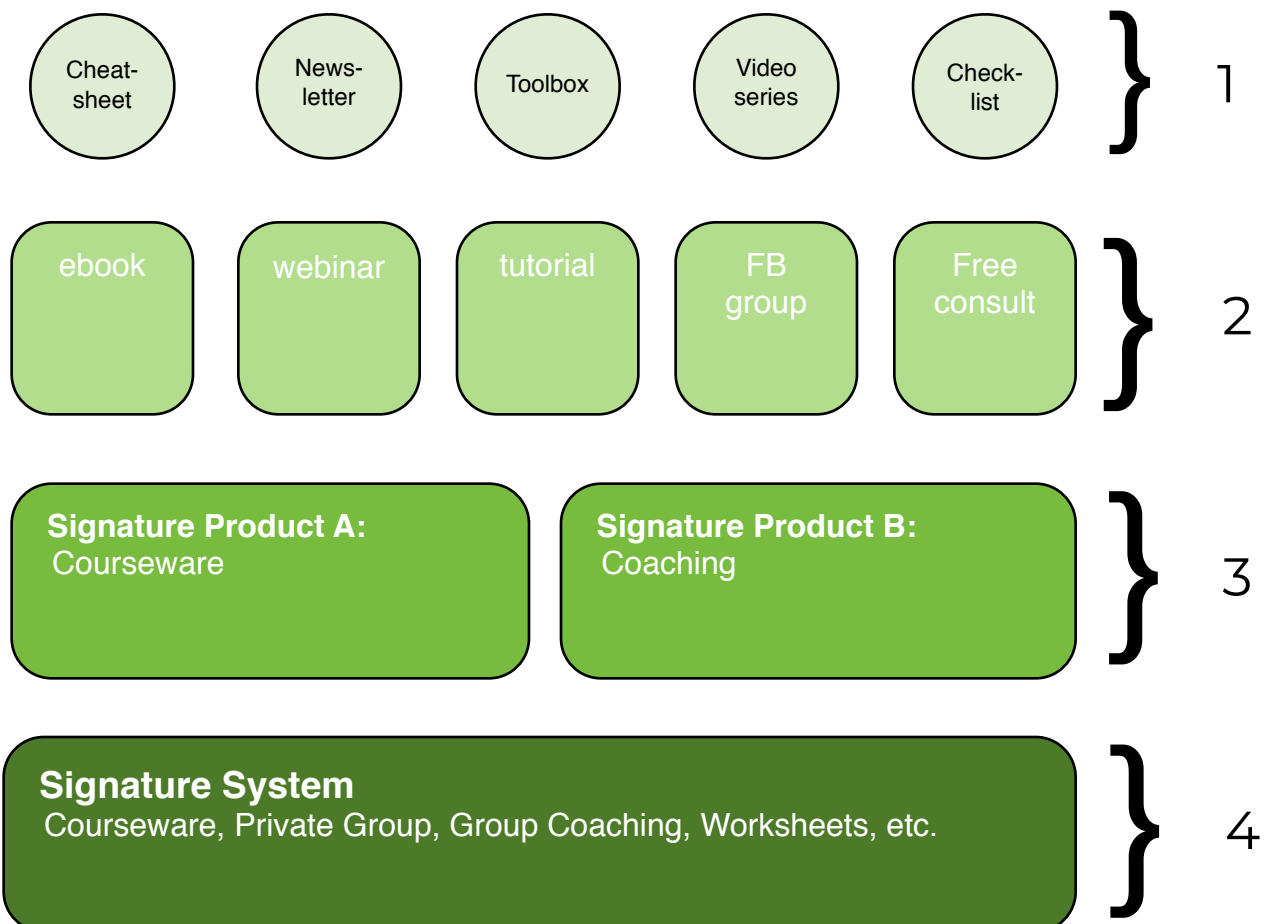 Cheat-
sheet
News-
letter
Toolbox
Video
series
Check-
list
} 1
ebook
webinar
tutorial
FB
group
Free
consult
} 2
Signature Product A:
Courseware
Signature Product B:
Coaching
} 3
Signature System
Courseware, Private Group, Group Coaching, Worksheets, etc.
} 4